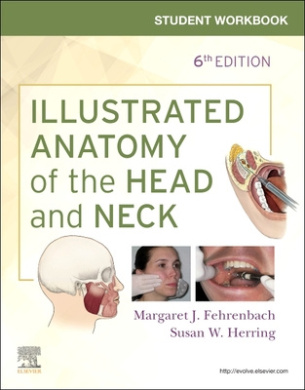 STUDENT WORKBOOK
6th EDITION
ILLUSTRATED
ANATOMY
of the HEAD
and NECK
Margaret J. Fehrenbach
Susan W. Herring
ELSEVIER
http://evolve.elsevier.com